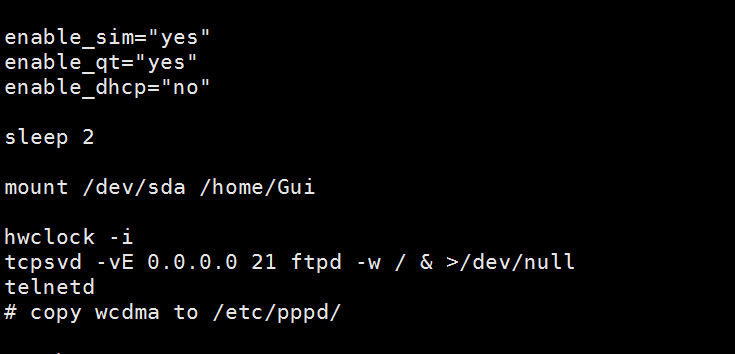 enable_sim="yes"
enable_qt="yes"
enable_dhcp="no"
sleep 2
mount /dev/sda /home/Gui
hwclock -i
tcpsvd -vE 0.0.0.0 21 ftpd -w / & >/dev/null
telnetd
# copy wcdma to /etc/pppd/